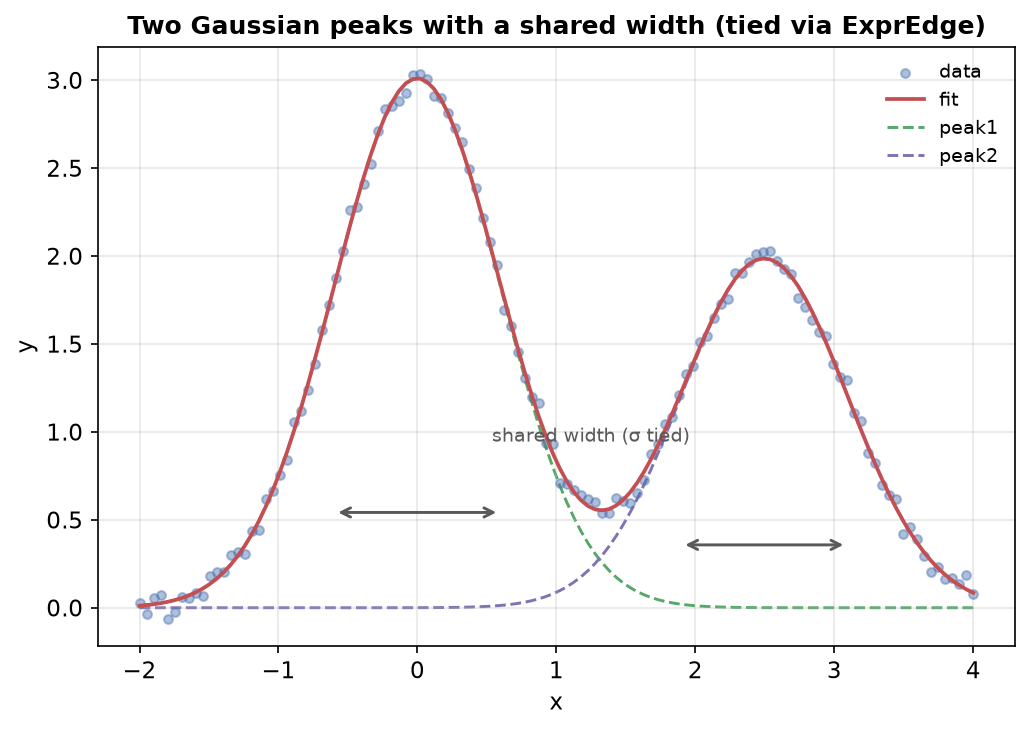 Two Gaussian peaks with a shared width (tied via ExprEdge)
data
fit
peak1
peak2
3.0
2.5
2.0
1.5
1.0
0.5
0.0
y
shared width (σ tied)
−2
−1
0
1
2
3
4
x